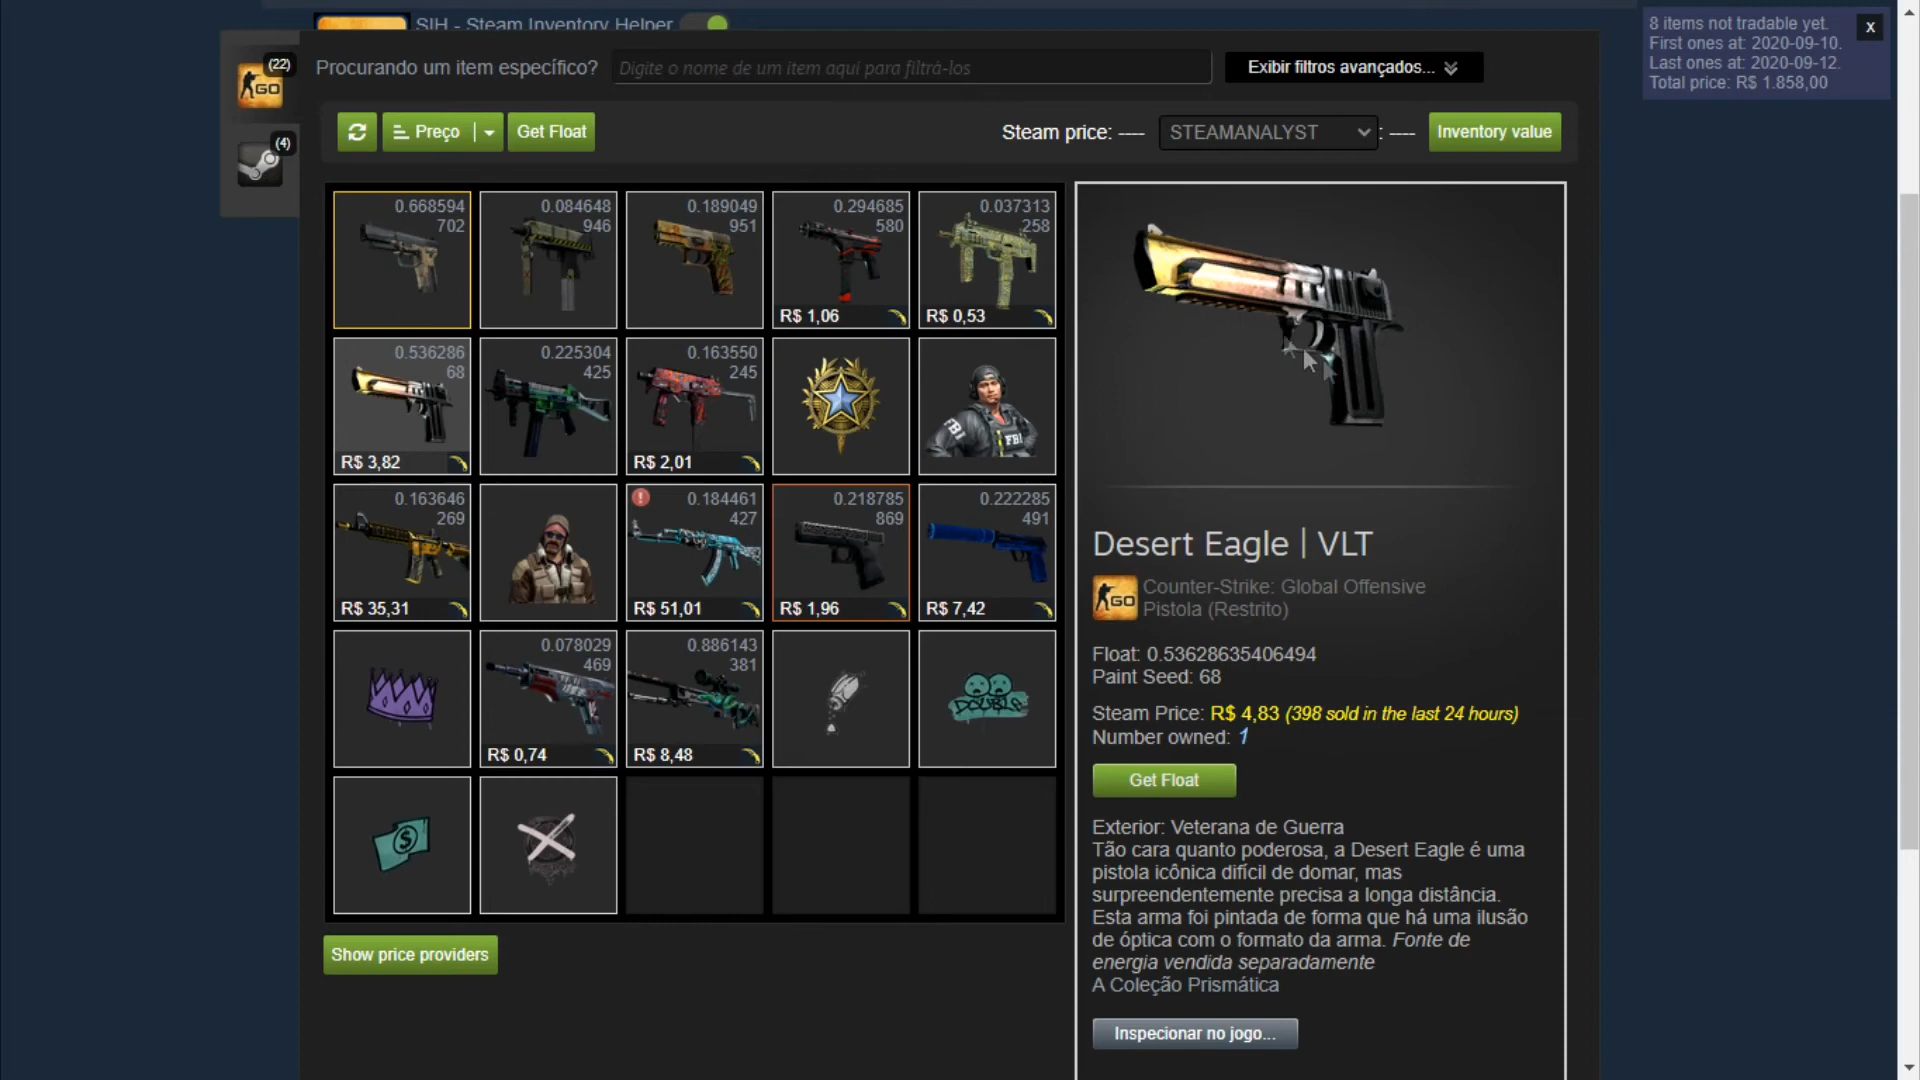 SIH - Steam Inventory Helper
8 items not tradable yet.
First ones at: 2020-09-10.
Last ones at: 2020-09-12.
Total price: R$ 1.858,00
x
(22)
GO
(4)
Procurando um item específico?
Digite o nome de um item aqui para filtrá-los
Exibir filtros avançados...
Preço
Get Float
Steam price: ----
STEAMANALYST
: ----
Inventory value
0.668594
702
0.084648
946
0.189049
951
0.294685
580
R$ 1,06
0.037313
258
R$ 0,53
0.536286
68
R$ 3,82
0.225304
425
0.163550
245
R$ 2,01
FBI
FBI
0.163646
269
R$ 35,31
0.184461
427
R$ 51,01
0.218785
869
R$ 1,96
0.222285
491
R$ 7,42
0.078029
469
R$ 0,74
0.886143
381
R$ 8,48
DOUBLE
$
Show price providers
Desert Eagle | VLT
GO
Counter-Strike: Global Offensive
Pistola (Restrito)
Float: 0.53628635406494
Paint Seed: 68
Steam Price: R$ 4,83 (398 sold in the last 24 hours)
Number owned: 1
Get Float
Exterior: Veterana de Guerra
Tão cara quanto poderosa, a Desert Eagle é uma
pistola icônica difícil de domar, mas
surpreendentemente precisa a longa distância.
Esta arma foi pintada de forma que há uma ilusão
de óptica com o formato da arma. Fonte de
energia vendida separadamente
A Coleção Prismática
Inspecionar no jogo...